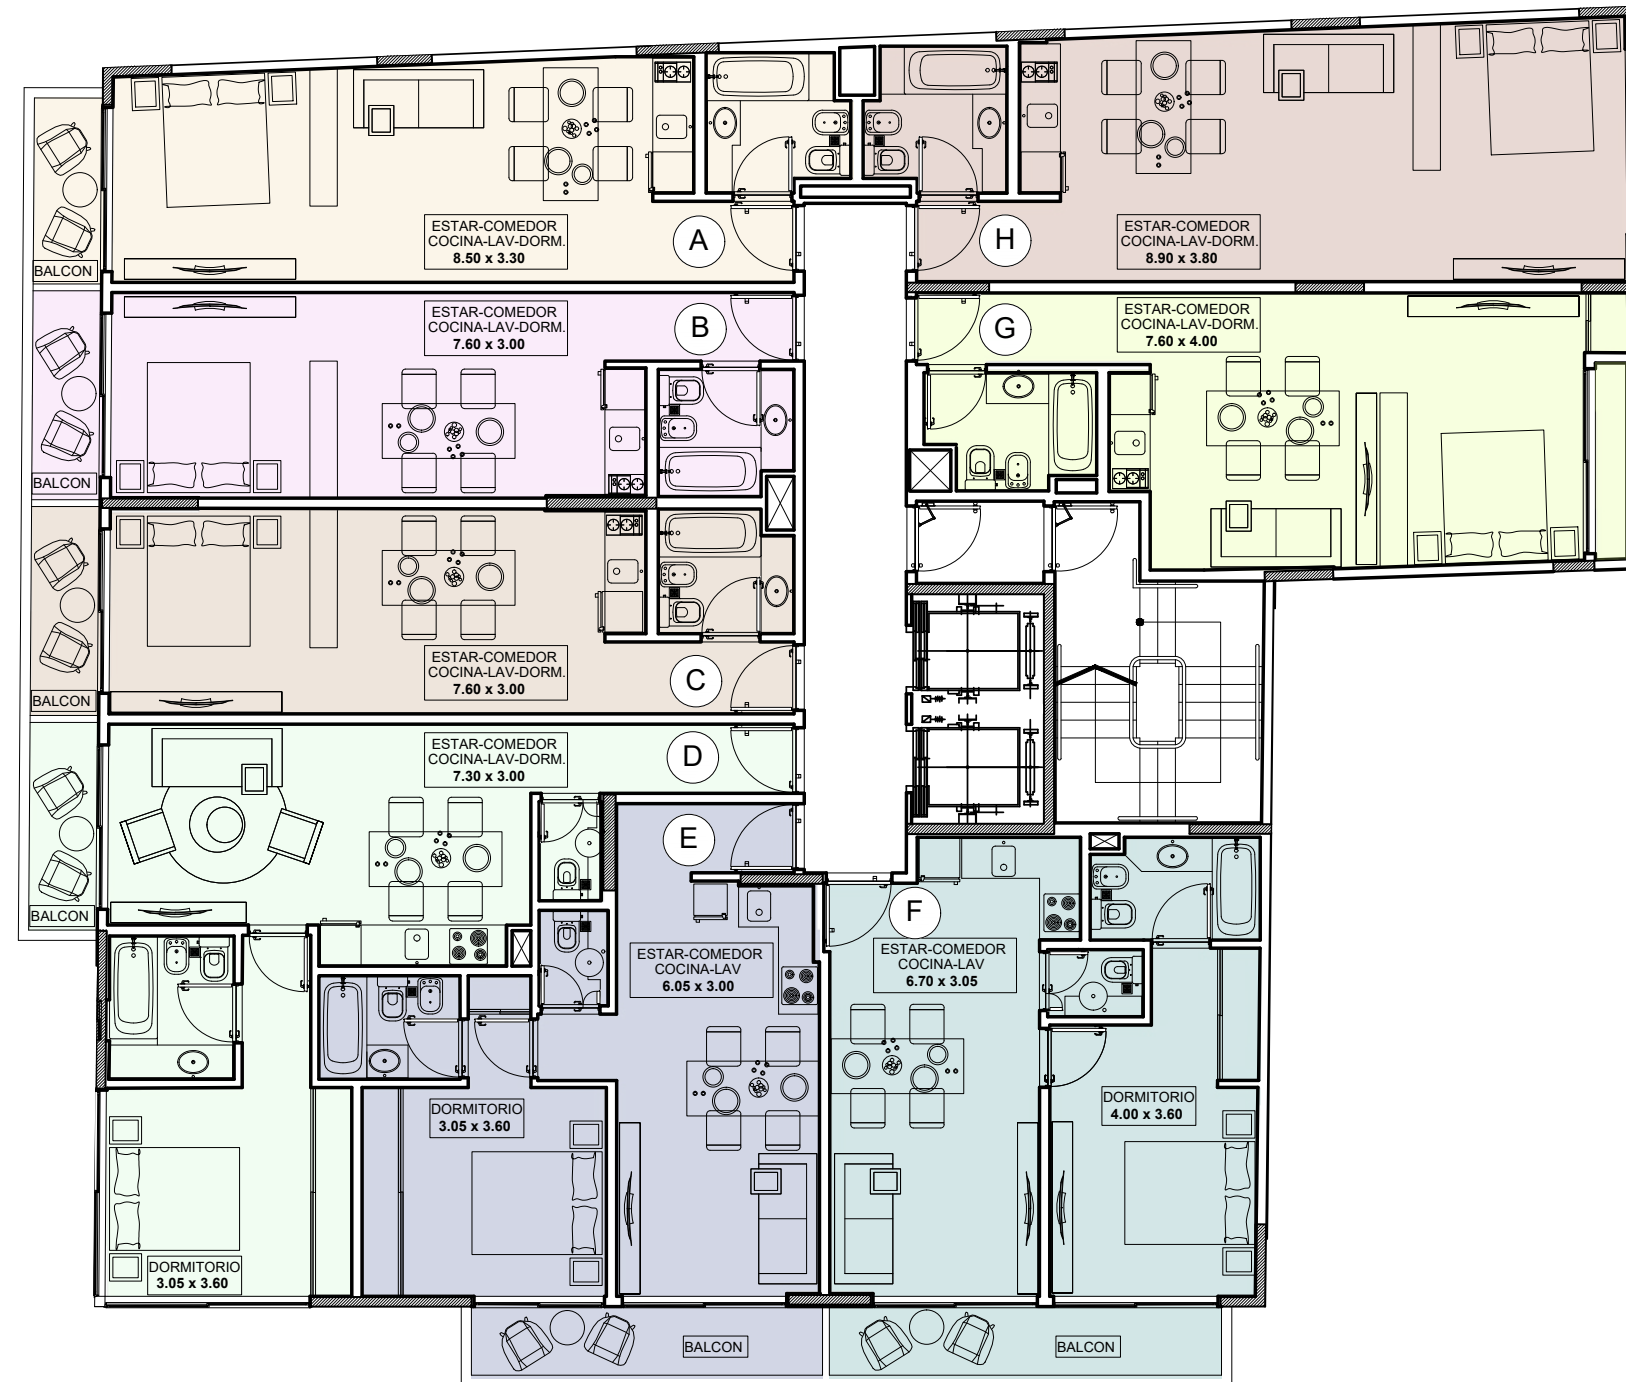 ESTAR-COMEDOR
COCINA-LAV-DORM.
8.50 x 3.30
A
H
ESTAR-COMEDOR
COCINA-LAV-DORM.
8.90 x 3.80
BALCON
ESTAR-COMEDOR
COCINA-LAV-DORM.
7.60 x 3.00
B
G
ESTAR-COMEDOR
COCINA-LAV-DORM.
7.60 x 4.00
BALCON
ESTAR-COMEDOR
COCINA-LAV-DORM.
7.60 x 3.00
C
BALCON
ESTAR-COMEDOR
COCINA-LAV-DORM.
7.30 x 3.00
D
E
BALCON
F
ESTAR-COMEDOR
COCINA-LAV
6.05 x 3.00
ESTAR-COMEDOR
COCINA-LAV
6.70 x 3.05
DORMITORIO
3.05 x 3.60
DORMITORIO
4.00 x 3.60
DORMITORIO
3.05 x 3.60
BALCON
BALCON